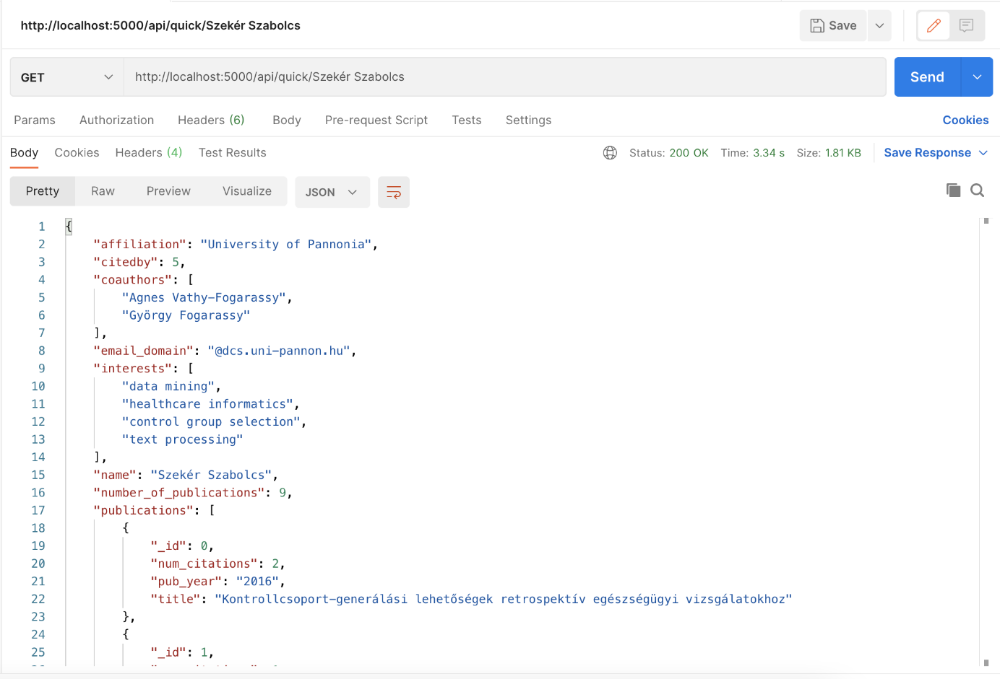 http://localhost:5000/api/quick/Szekér Szabolcs
Save
GET
http://localhost:5000/api/quick/Szekér Szabolcs
Send
Params Authorization Headers (6) Body Pre-request Script Tests Settings Cookies
Body Cookies Headers (4) Test Results Status: 200 OK Time: 3.34 s Size: 1.81 KB Save Response
Pretty Raw Preview Visualize JSON
1 {
2 "affiliation": "University of Pannonia",
3 "citedby": 5,
4 "coauthors": [
5 "Agnes Vathy-Fogarassy",
6 "György Fogarassy"
7 ],
8 "email_domain": "@dcs.uni-pannon.hu",
9 "interests": [
10 "data mining",
11 "healthcare informatics",
12 "control group selection",
13 "text processing"
14 ],
15 "name": "Szekér Szabolcs",
16 "number_of_publications": 9,
17 "publications": [
18 {
19 "_id": 0,
20 "num_citations": 2,
21 "pub_year": "2016",
22 "title": "Kontrollcsoport-generálási lehetőségek retrospektív egészségügyi vizsgálatokhoz"
23 },
24 {
25 "_id": 1,